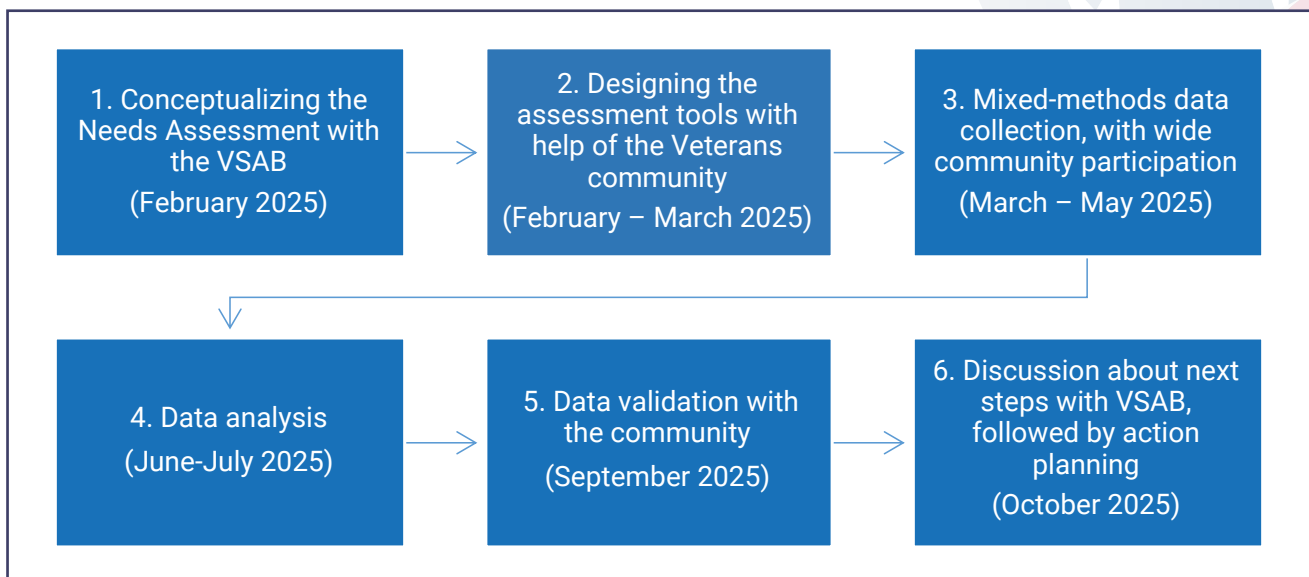 1. Conceptualizing the
Needs Assessment with
the VSAB
(February 2025)
2. Designing the
assessment tools with
help of the Veterans
community
(February – March 2025)
3. Mixed-methods data
collection, with wide
community participation
(March – May 2025)
4. Data analysis
(June-July 2025)
5. Data validation with
the community
(September 2025)
6. Discussion about next
steps with VSAB,
followed by action
planning
(October 2025)